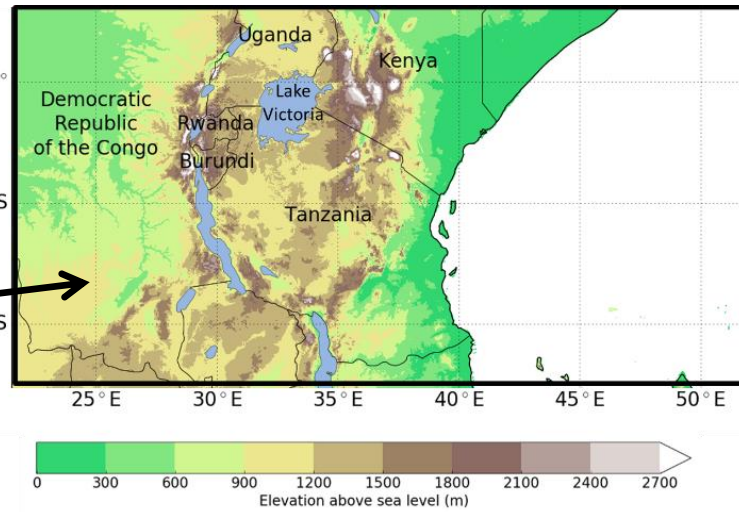 Uganda
Kenya
Lake
Victoria
Democratic
Republic
of the Congo
Rwanda
Burundi
Tanzania
°
S
S
25°E 30°E 35°E 40°E 45°E 50°E
0 300 600 900 1200 1500 1800 2100 2400 2700
Elevation above sea level (m)